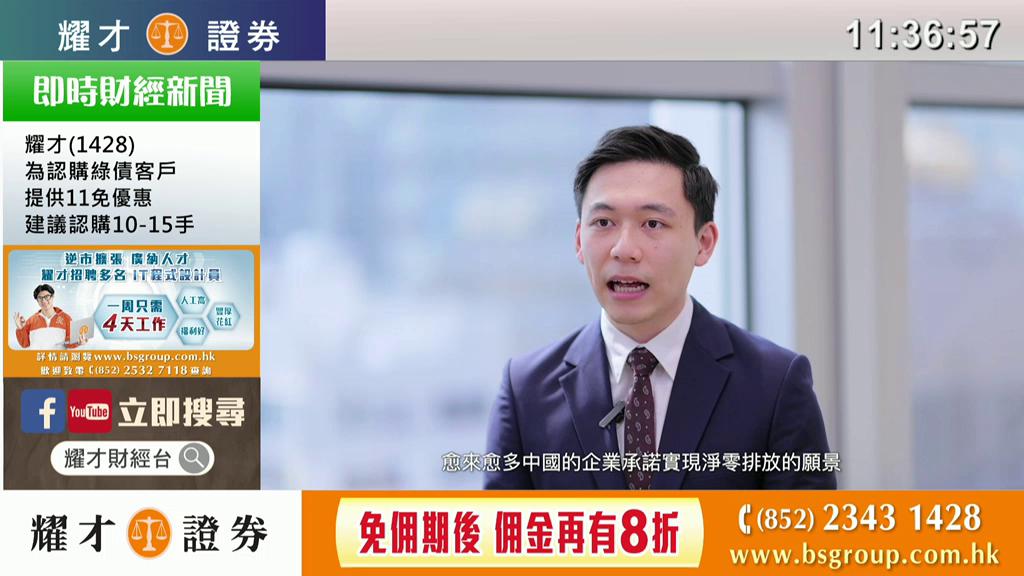 耀才 證券
11:36:57
即時財經新聞
耀才(1428)
為認購綠債客戶
提供11免優惠
建議認購10-15手
逆市擴張 廣納人才
耀才招聘多名 IT程式設計員
一周只需
4天工作
人工高
福利好
豐厚
花紅
詳情請瀏覽www.bsgroup.com.hk
歡迎致電(852) 2532 7118查詢
f YouTube 立即搜尋
耀才財經台
愈來愈多中國的企業承諾實現淨零排放的願景
耀才 證券
免佣期後 佣金再有8折
(852) 2343 1428
www.bsgroup.com.hk